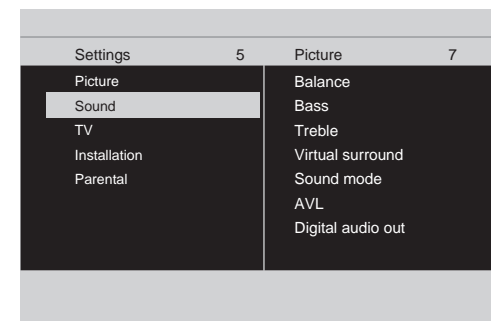 Settings 5 Picture 7
Picture Balance
Sound Bass
TV Treble
Installation Virtual surround
Parental Sound mode
AVL
Digital audio out